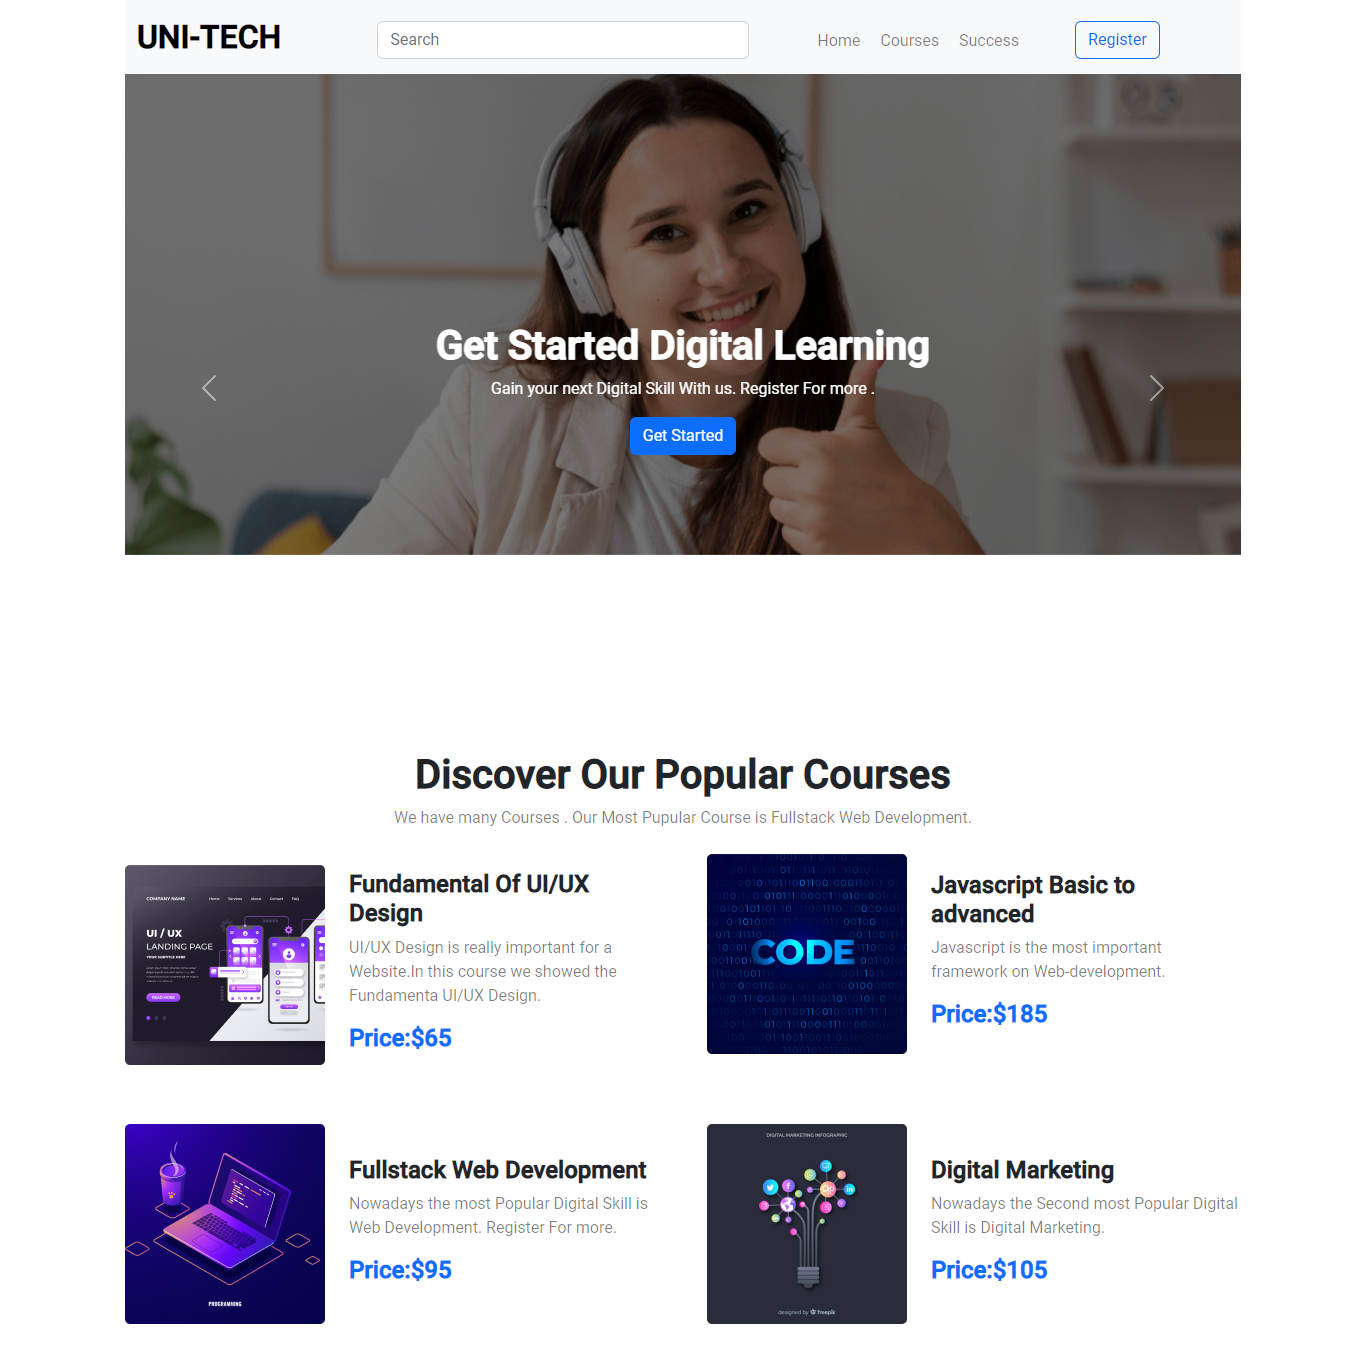 UNI-TECH
Search
Home Courses Success
Register
Get Started Digital Learning
Gain your next Digital Skill With us. Register For more .
Get Started
Discover Our Popular Courses
We have many Courses . Our Most Pupular Course is Fullstack Web Development.
COMPANY NAME
Home Services About Contact FAQ
UI / UX
LANDING PAGE
YOUR SUBTITLE HERE
READ MORE
Fundamental Of UI/UX
Design
UI/UX Design is really important for a
Website.In this course we showed the
Fundamenta UI/UX Design.
Price:$65
CODE
Javascript Basic to
advanced
Javascript is the most important
framework on Web-development.
Price:$185
PROGRAMMING
Fullstack Web Development
Nowadays the most Popular Digital Skill is
Web Development. Register For more.
Price:$95
DIGITAL MARKETING INFOGRAPHIC
designed by freepik
Digital Marketing
Nowadays the Second most Popular Digital
Skill is Digital Marketing.
Price:$105